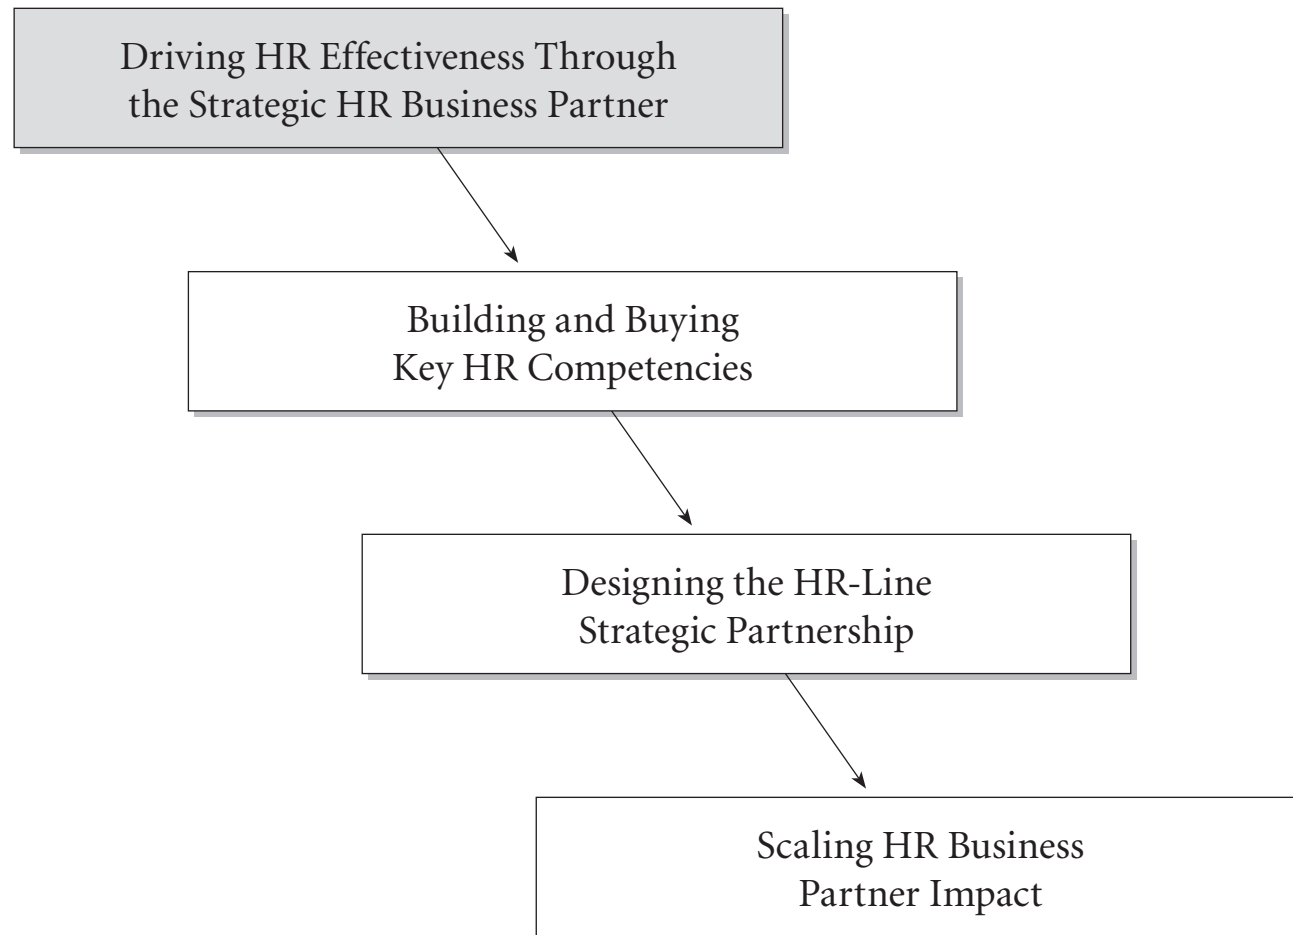 Driving HR Effectiveness Through
the Strategic HR Business Partner
Building and Buying
Key HR Competencies
Designing the HR-Line
Strategic Partnership
Scaling HR Business
Partner Impact